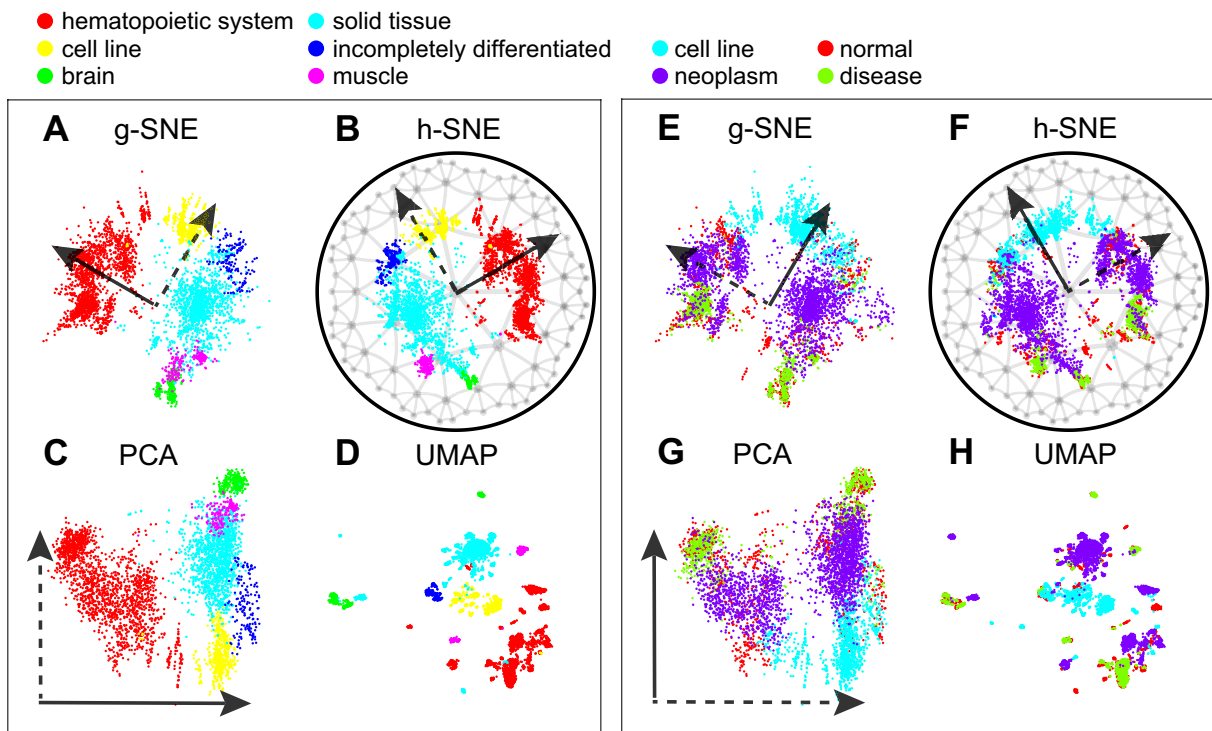 hematopoietic system solid tissue
cell line incompletely differentiated cell line normal
brain muscle neoplasm disease
A g-SNE B h-SNE E g-SNE F h-SNE
C PCA D UMAP G PCA H UMAP